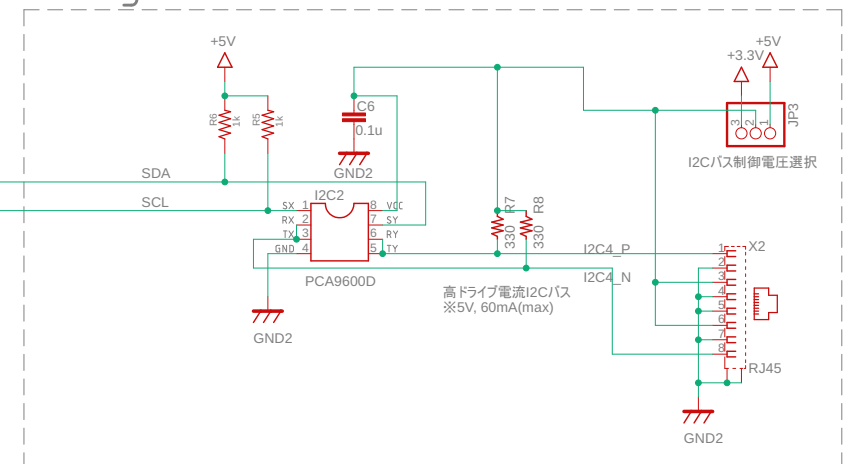 +5V
+5V
+3.3V
R6
1k
R5
1k
C6
0.1u
GND2
3
2
1
JP3
I2Cバス制御電圧選択
SDA
SCL
I2C2
SX 1
RX 2
TX 3
GND 4
8 VCC
7 SY
6 RY
5 TY
PCA9600D
GND2
R7
330
R8
330
I2C4_P
I2C4_N
高ドライブ電流I2Cバス
※5V, 60mA(max)
X2
1
2
3
4
5
6
7
8
RJ45
GND2